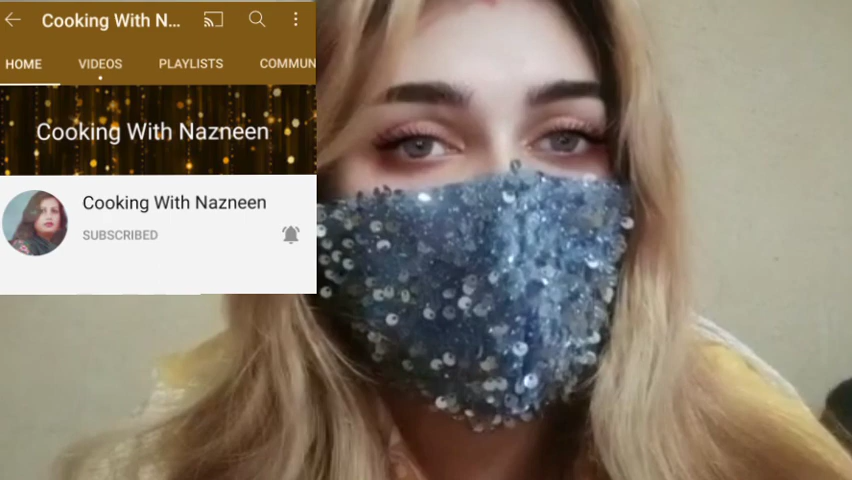 Cooking With N...
HOME VIDEOS PLAYLISTS COMMUN
Cooking With Nazneen
Cooking With Nazneen
SUBSCRIBED